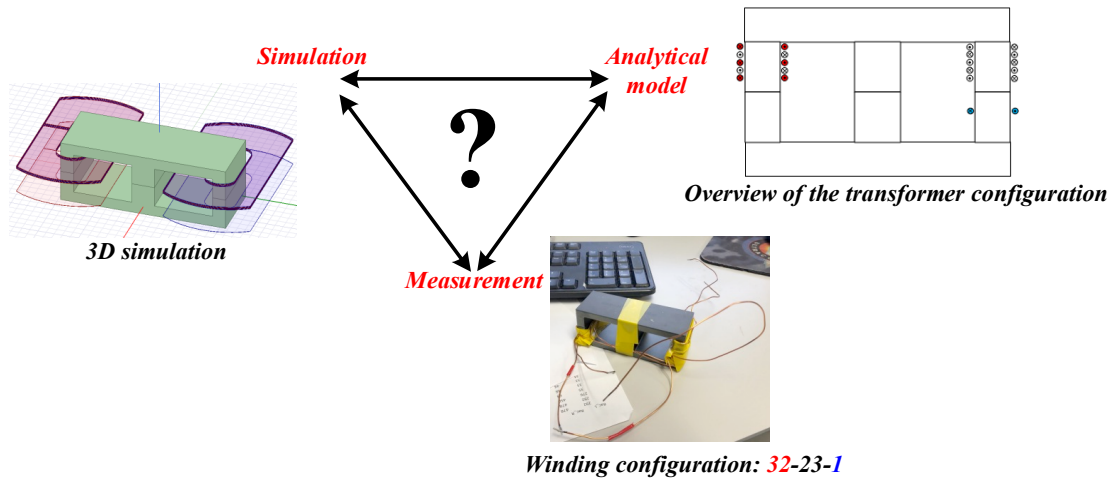 Simulation
Analytical
model
?
3D simulation
Overview of the transformer configuration
Measurement
Winding configuration: 32-23-1